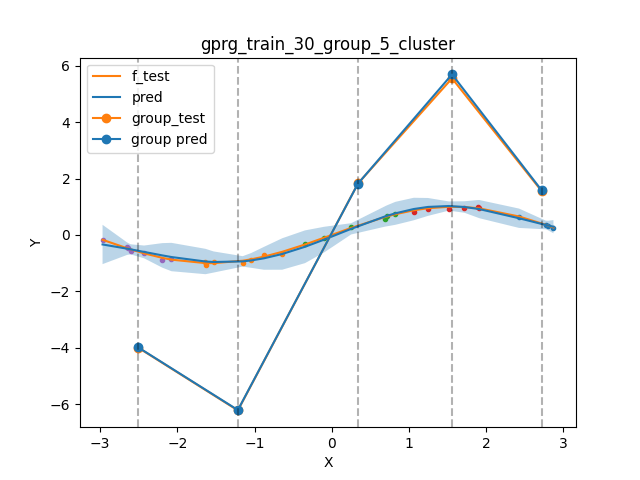 gprg_train_30_group_5_cluster
f_test
pred
group_test
group pred
6
4
2
0
−2
−4
−6
Y
−3 −2 −1 0 1 2 3
X